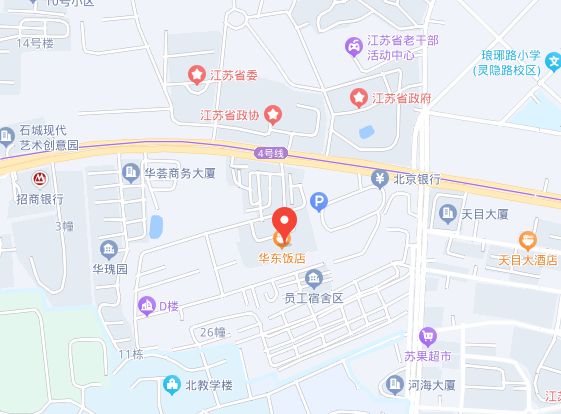 10号小区
14号楼
江苏省老干部
活动中心
琅琊路小学
(灵隐路校区)
江苏省委
江苏省政府
江苏省政协
石城现代
艺术创意园
4号线
华荟商务大厦
北京银行
招商银行
P
3幢
天目大厦
华东饭店
天目大酒店
华瑰园
员工宿舍区
D楼
26幢
11栋
苏果超市
北教学楼
河海大厦
江苏